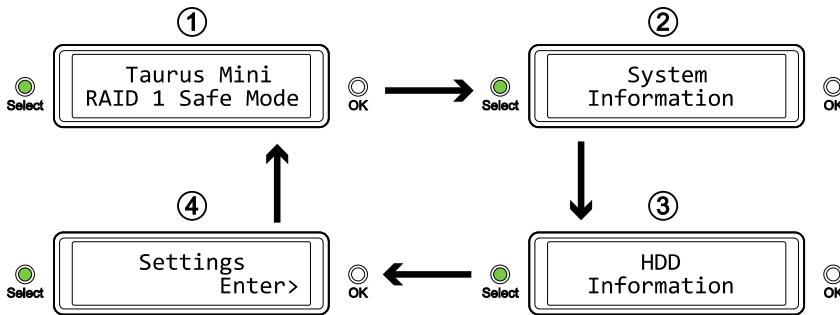 ①
Select
Taurus Mini
RAID 1 Safe Mode
OK
②
Select
System
Information
OK
④
Select
Settings
Enter>
OK
③
Select
HDD
Information
OK